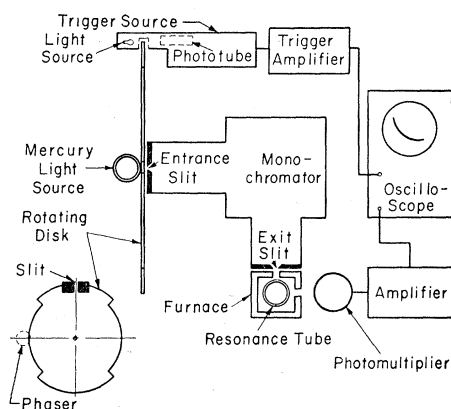 Trigger Source
Light
Source
Phototube
Trigger
Amplifier
Mercury
Light
Source
Entrance
Slit
Mono-
chromator
Oscillo-
Scope
Rotating
Disk
Slit
Exit
Slit
Furnace
Amplifier
Resonance Tube
Photomultiplier
Phaser